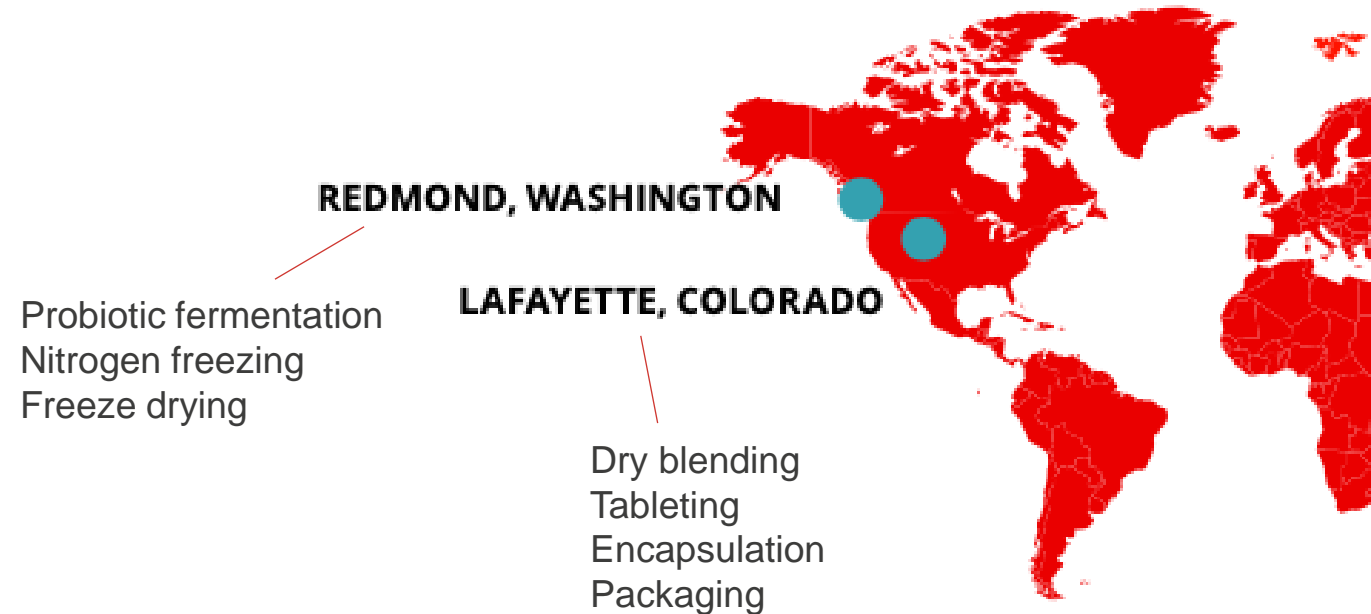 REDMOND, WASHINGTON
Probiotic fermentation
Nitrogen freezing
Freeze drying
LAFAYETTE, COLORADO
Dry blending
Tableting
Encapsulation
Packaging